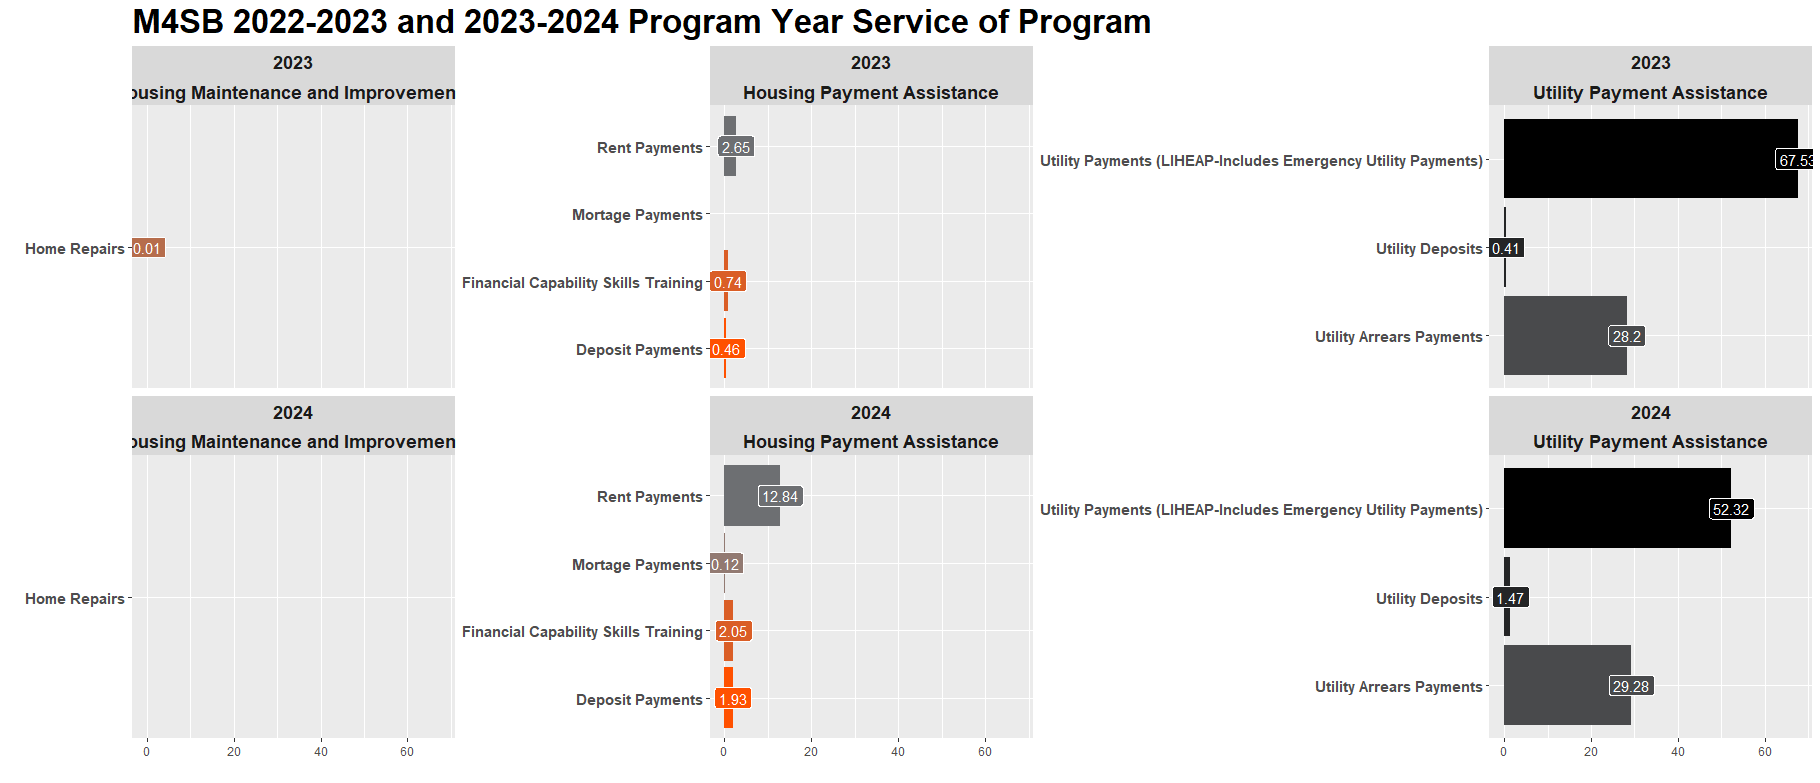 M4SB 2022-2023 and 2023-2024 Program Year Service of Program
2023
ousing Maintenance and Improvemen
Home Repairs
0.01
2023
Housing Payment Assistance
Rent Payments
2.65
Mortage Payments
Financial Capability Skills Training
0.74
Deposit Payments
0.46
2023
Utility Payment Assistance
Utility Payments (LIHEAP-Includes Emergency Utility Payments)
67.53
Utility Deposits
0.41
Utility Arrears Payments
28.2
2024
ousing Maintenance and Improvemen
Home Repairs
0 20 40 60
2024
Housing Payment Assistance
Rent Payments
12.84
Mortage Payments
0.12
Financial Capability Skills Training
2.05
Deposit Payments
1.93
0 20 40 60
2024
Utility Payment Assistance
Utility Payments (LIHEAP-Includes Emergency Utility Payments)
52.32
Utility Deposits
1.47
Utility Arrears Payments
29.28
0 20 40 60